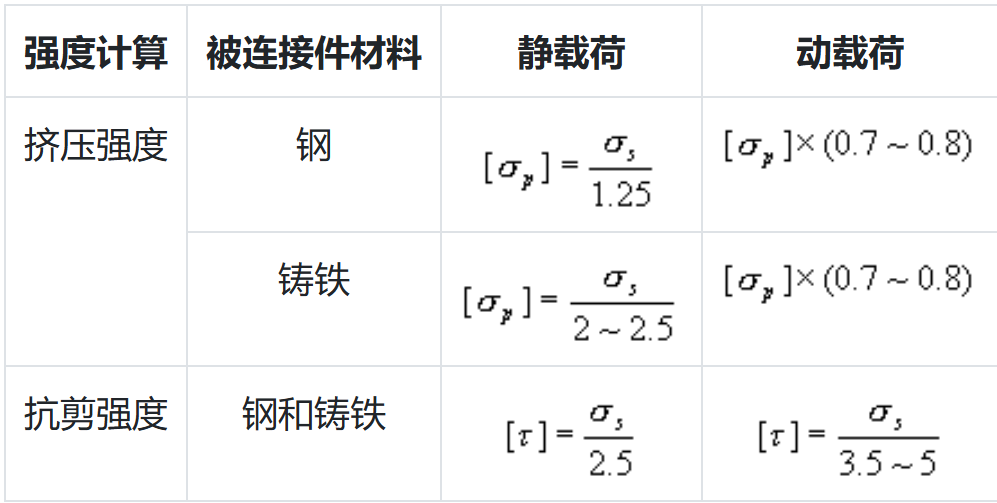 强度计算 被连接件材料 静载荷 动载荷
挤压强度 钢 [σp] = σs/1.25 [σp]×(0.7～0.8)
铸铁 [σp] = σs/2～2.5 [σp]×(0.7～0.8)
抗剪强度 钢和铸铁 [τ] = σs/2.5 [τ] = σs/3.5～5